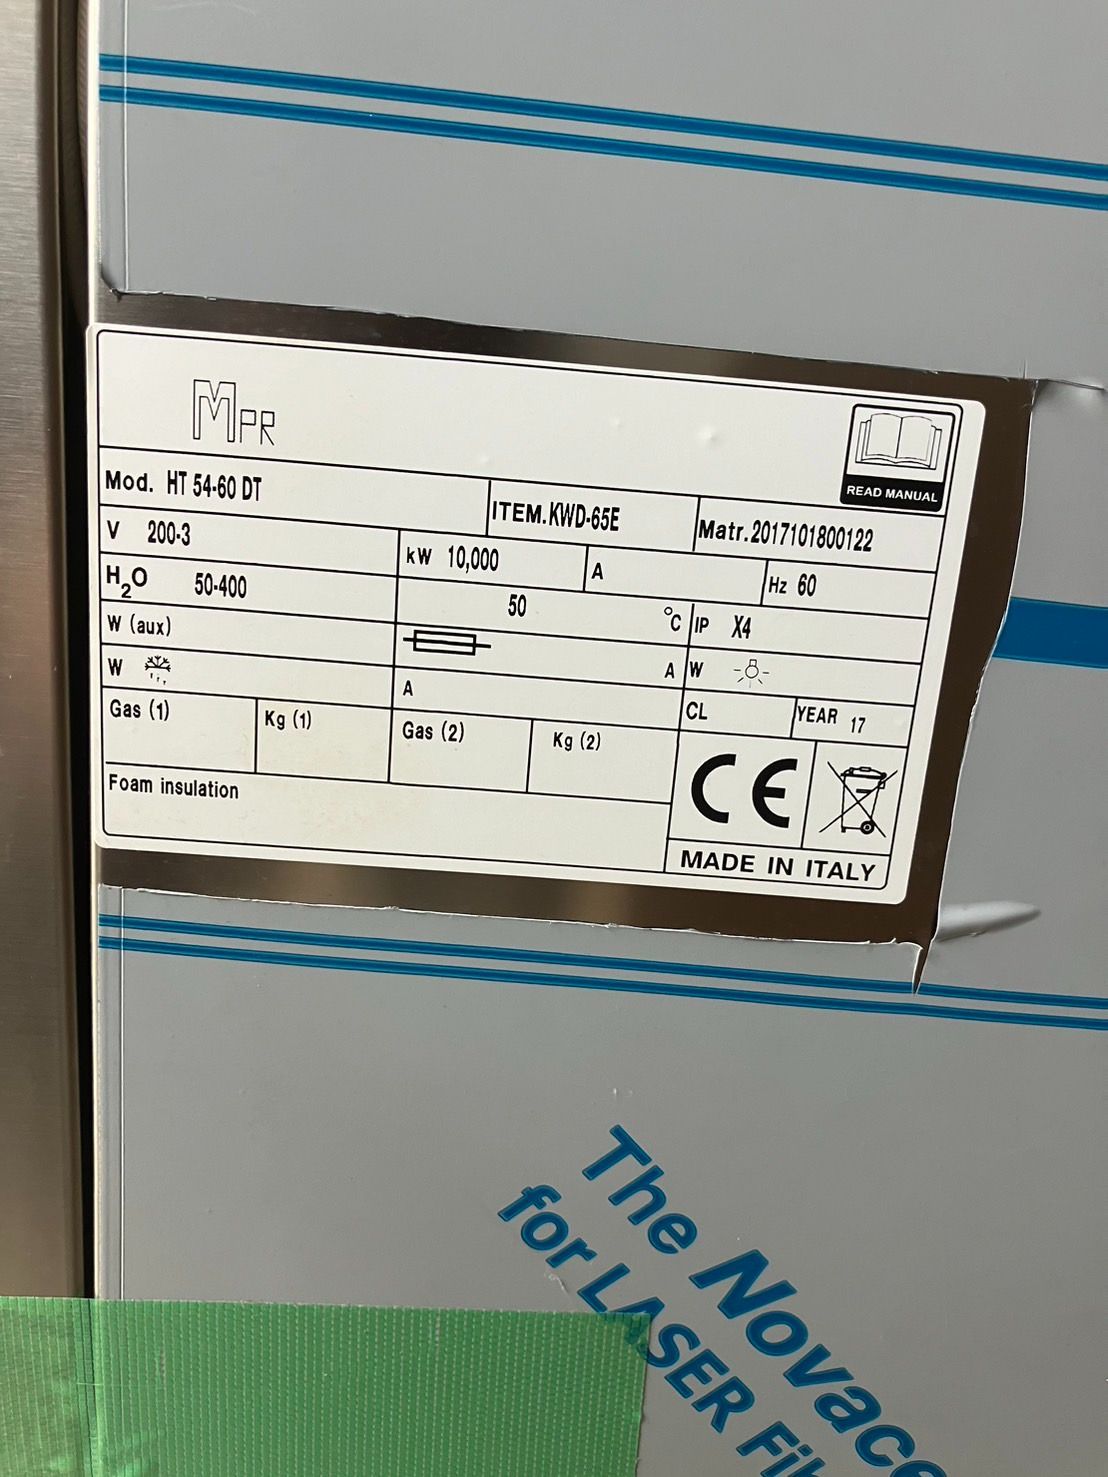 MPR
READ MANUAL
Mod. HT 54-60 DT
ITEM.KWD-65E
Matr.2017101800122
V 200-3
kW 10,000
A
Hz 60
H₂O 50-400
50 °C
IP X4
W (aux)
A
W
W
A
CL
YEAR 17
Gas (1)
Kg (1)
Gas (2)
Kg (2)
CE
Foam insulation
MADE IN ITALY
The Novace
for LASER Fi